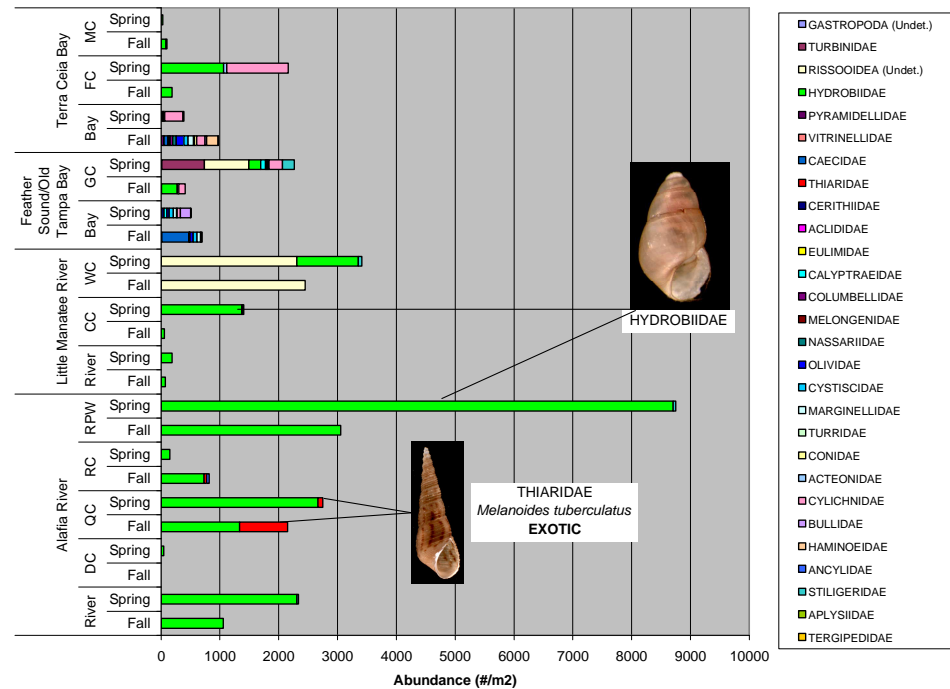 Terra Ceia Bay
MC
Spring
Fall
FC
Spring
Fall
Bay
Spring
Fall
Feather
Sound/Old
Tampa Bay
GC
Spring
Fall
Bay
Spring
Fall
Little Manatee River
WC
Spring
Fall
CC
Spring
Fall
River
Spring
Fall
Alafia River
RPW
Spring
Fall
RC
Spring
Fall
QC
Spring
Fall
DC
Spring
Fall
River
Spring
Fall
HYDROBIIDAE
THIARIDAE
Melanoides tuberculatus
EXOTIC
0 1000 2000 3000 4000 5000 6000 7000 8000 9000 10000
Abundance (#/m2)
GASTROPODA (Undet.)
TURBINIDAE
RISSOOIDEA (Undet.)
HYDROBIIDAE
PYRAMIDELLIDAE
VITRINELLIDAE
CAECIDAE
THIARIDAE
CERITHIIDAE
ACLIDIDAE
EULIMIDAE
CALYPTRAEIDAE
COLUMBELLIDAE
MELONGENIDAE
NASSARIIDAE
OLIVIDAE
CYSTISCIDAE
MARGINELLIDAE
TURRIDAE
CONIDAE
ACTEONIDAE
CYLICHNIDAE
BULLIDAE
HAMINOEIDAE
ANCYLIDAE
STILIGERIDAE
APLYSIIDAE
TERGIPEDIDAE